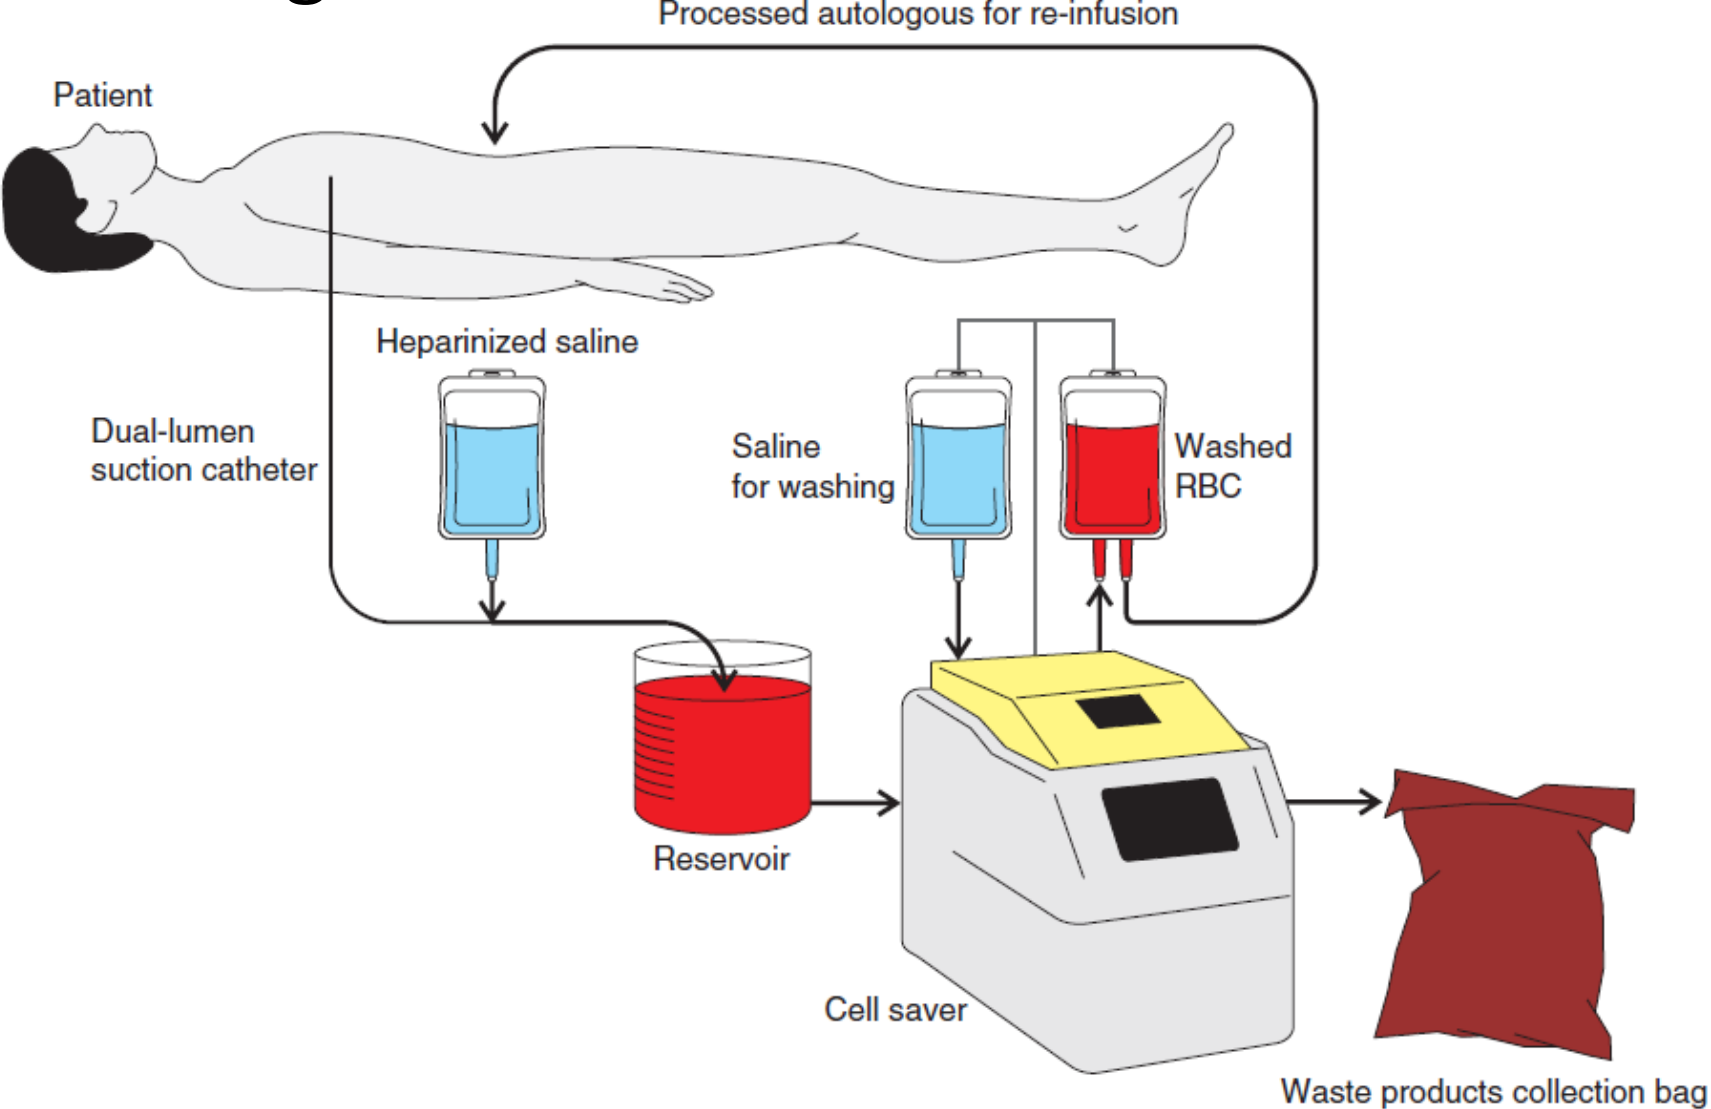 Processed autologous for re-infusion
Patient
Heparinized saline
Dual-lumen
suction catheter
Saline
for washing
Washed
RBC
Reservoir
Cell saver
Waste products collection bag